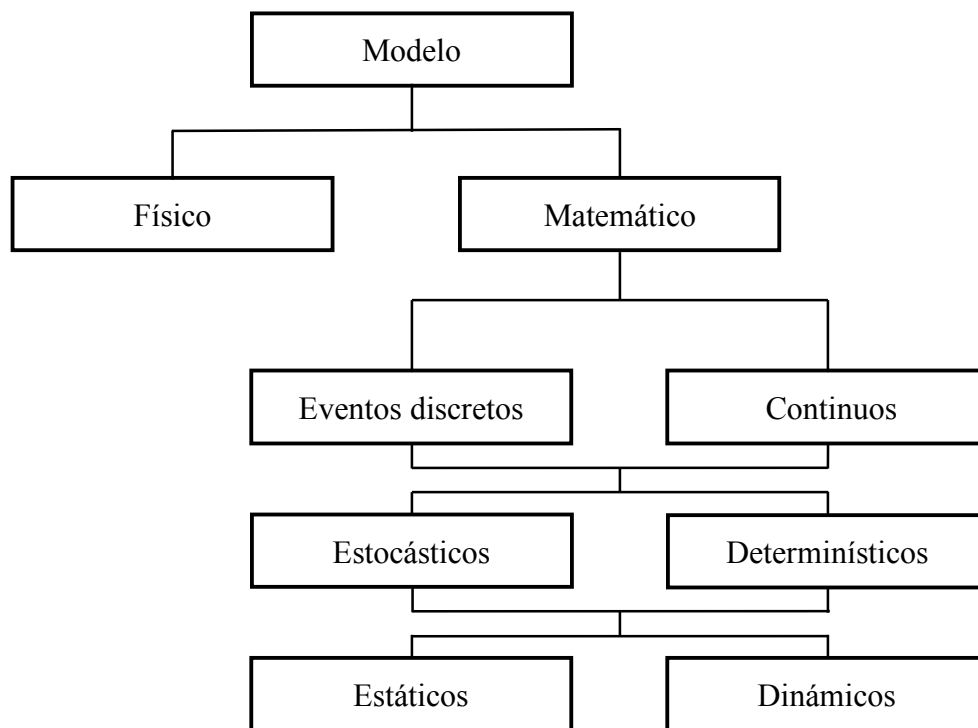 Modelo
Físico
Matemático
Eventos discretos
Continuos
Estocásticos
Determinísticos
Estáticos
Dinámicos